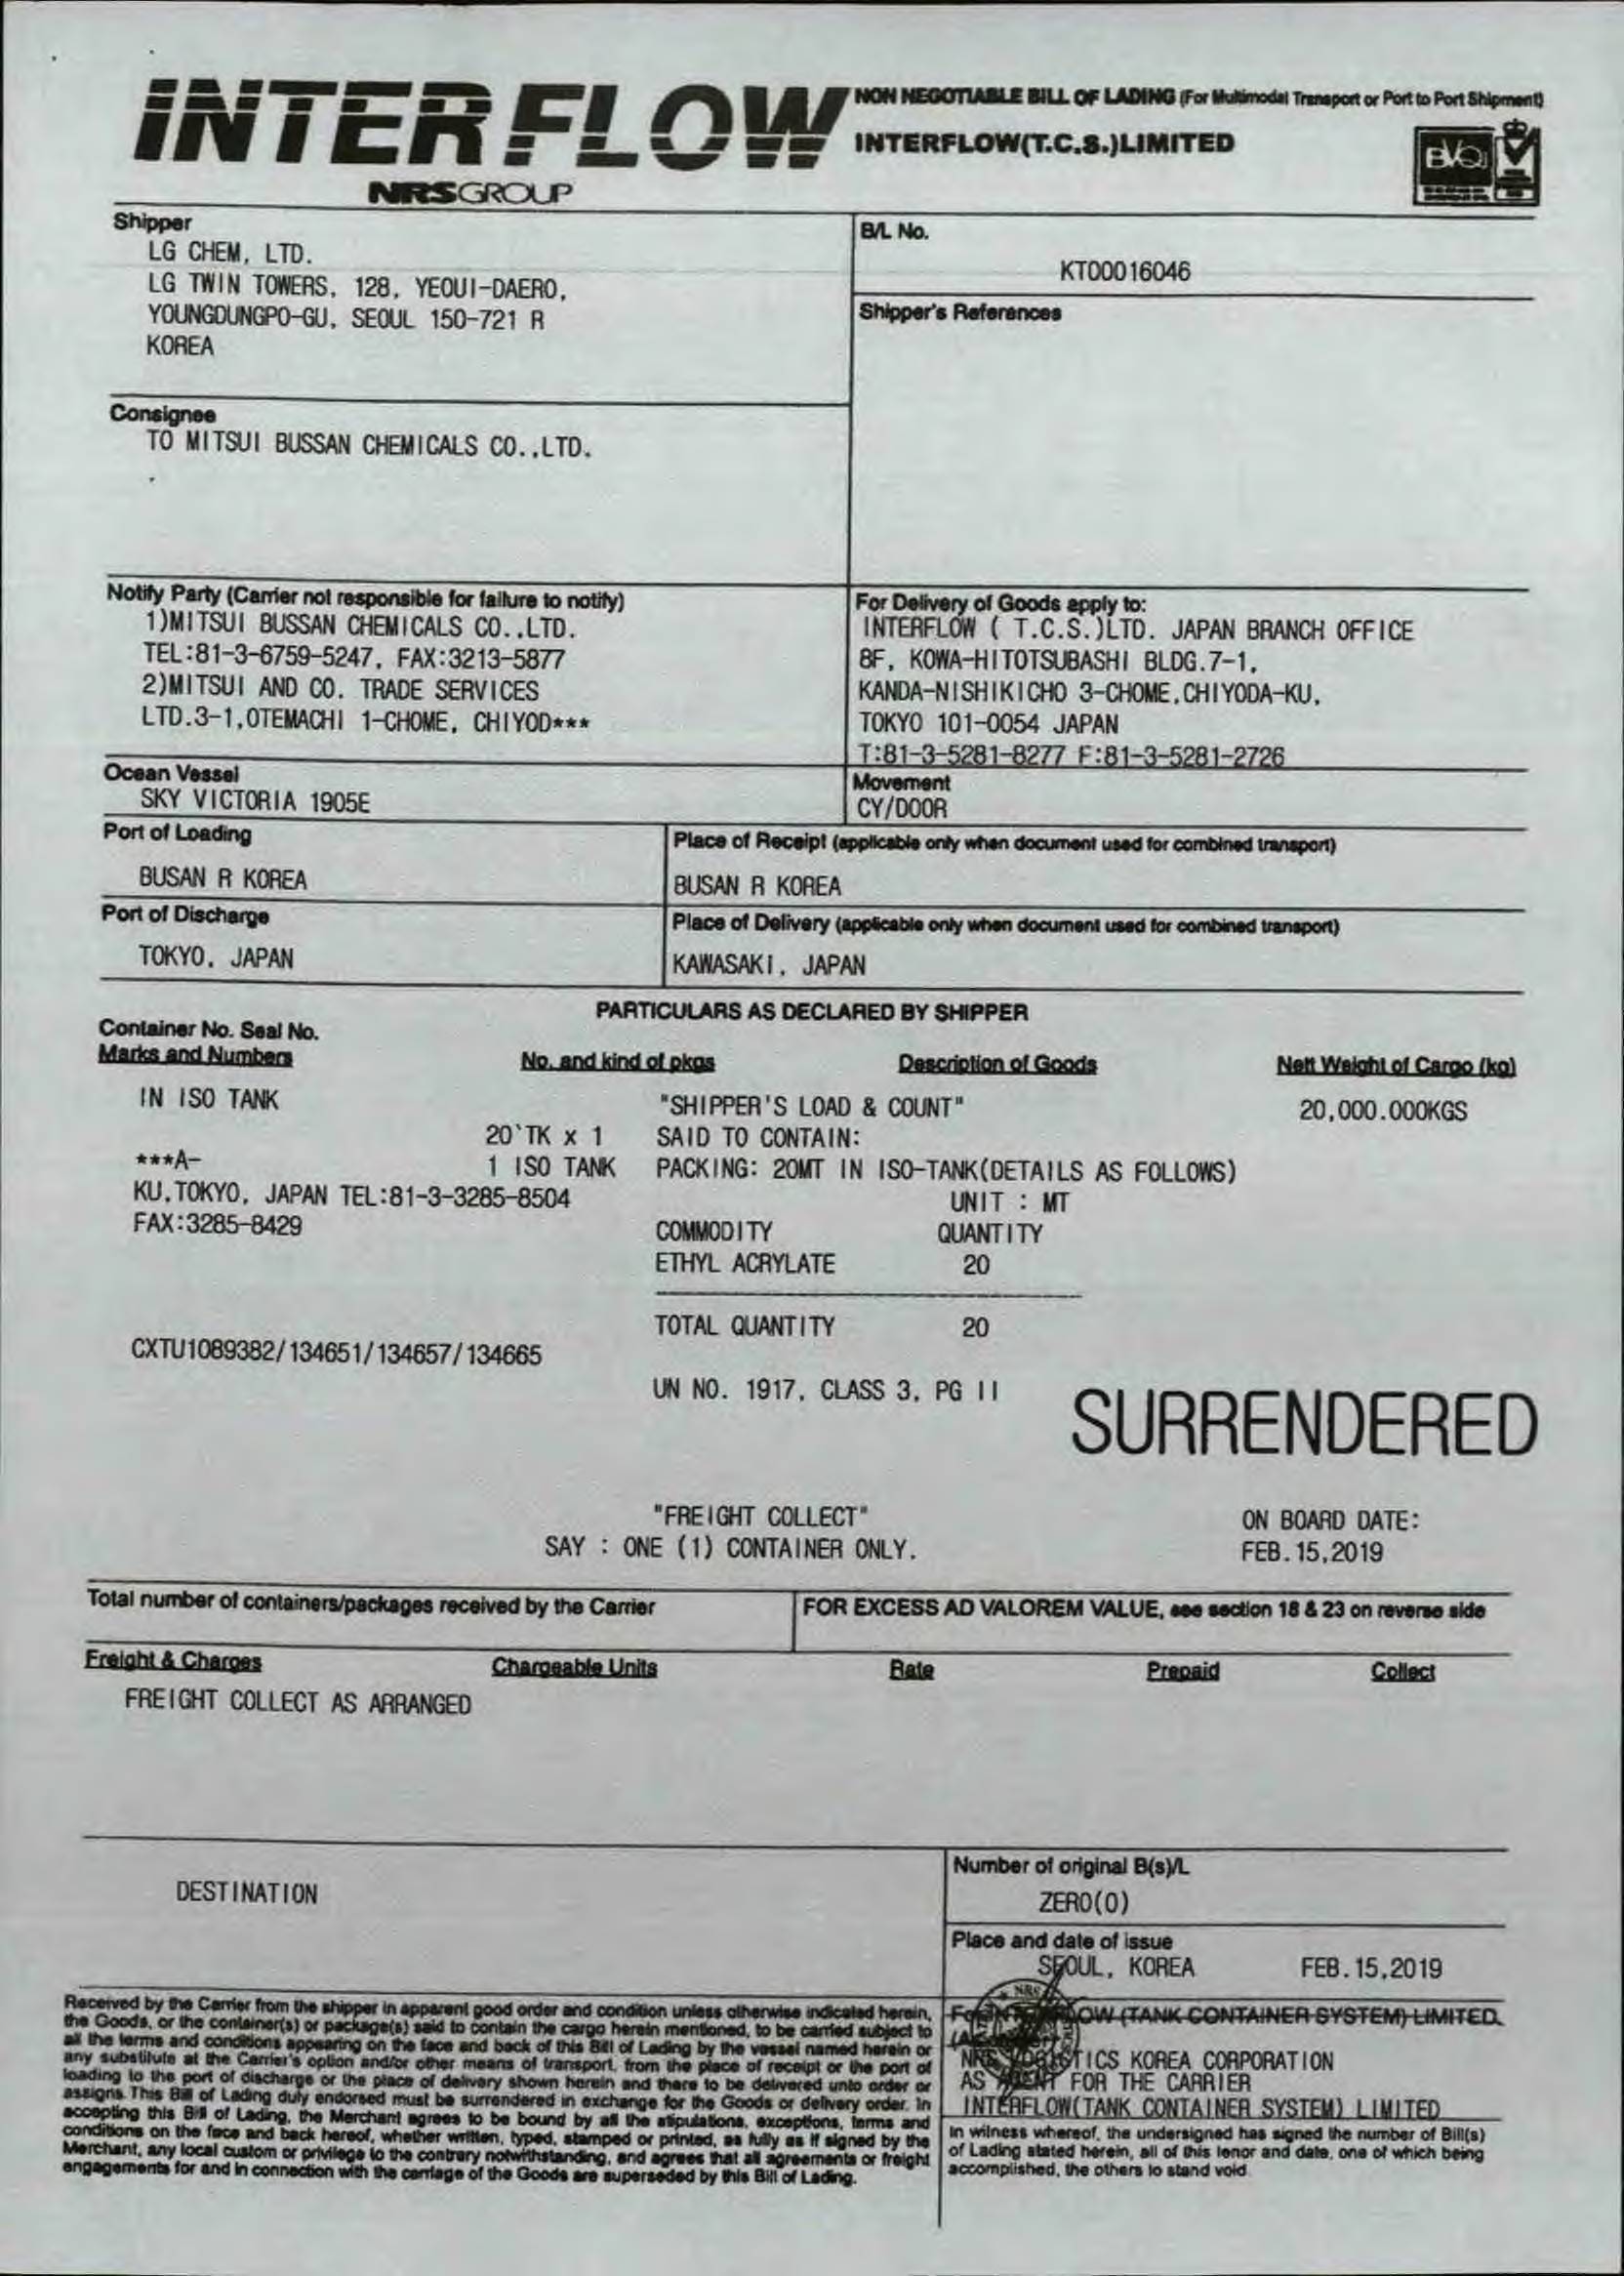 INTERFLOW
NRSGROUP
NON NEGOTIABLE BILL OF LADING (For Multimodal Transport or Port to Port Shipment)
INTERFLOW(T.C.S.)LIMITED
BVQI
Shipper
LG CHEM, LTD.
LG TWIN TOWERS, 128, YEOUI-DAERO,
YOUNGDUNGPO-GU, SEOUL 150-721 R
KOREA
B/L No.
KT00016046
Shipper's References
Consignee
TO MITSUI BUSSAN CHEMICALS CO.,LTD.
Notify Party (Carrier not responsible for failure to notify)
1)MITSUI BUSSAN CHEMICALS CO.,LTD.
TEL:81-3-6759-5247, FAX:3213-5877
2)MITSUI AND CO. TRADE SERVICES
LTD.3-1,OTEMACHI 1-CHOME, CHIYOD***
For Delivery of Goods apply to:
INTERFLOW ( T.C.S.)LTD. JAPAN BRANCH OFFICE
8F, KOWA-HITOTSUBASHI BLDG.7-1,
KANDA-NISHIKICHO 3-CHOME,CHIYODA-KU,
TOKYO 101-0054 JAPAN
T:81-3-5281-8277 F:81-3-5281-2726
Ocean Vessel
SKY VICTORIA 1905E
Movement
CY/DOOR
Port of Loading
BUSAN R KOREA
Place of Receipt (applicable only when document used for combined transport)
BUSAN R KOREA
Port of Discharge
TOKYO, JAPAN
Place of Delivery (applicable only when document used for combined transport)
KAWASAKI, JAPAN
PARTICULARS AS DECLARED BY SHIPPER
Container No. Seal No.
Marks and Numbers No. and kind of pkgs Description of Goods Nett Weight of Cargo (kg)
IN ISO TANK "SHIPPER'S LOAD & COUNT" 20,000.000KGS
20`TK x 1 SAID TO CONTAIN:
***A- 1 ISO TANK PACKING: 20MT IN ISO-TANK(DETAILS AS FOLLOWS)
KU,TOKYO, JAPAN TEL:81-3-3285-8504 UNIT : MT
FAX:3285-8429 COMMODITY QUANTITY
ETHYL ACRYLATE 20
TOTAL QUANTITY 20
CXTU1089382/134651/134657/134665
UN NO. 1917, CLASS 3, PG II
SURRENDERED
"FREIGHT COLLECT"
SAY : ONE (1) CONTAINER ONLY.
ON BOARD DATE:
FEB.15,2019
Total number of containers/packages received by the Carrier
FOR EXCESS AD VALOREM VALUE, see section 18 & 23 on reverse side
Freight & Charges Chargeable Units Rate Prepaid Collect
FREIGHT COLLECT AS ARRANGED
DESTINATION
Number of original B(s)/L
ZERO(0)
Place and date of issue
SEOUL, KOREA FEB.15,2019
Received by the Carrier from the shipper in apparent good order and condition unless otherwise indicated herein,
the Goods, or the container(s) or package(s) said to contain the cargo herein mentioned, to be carried subject to
all the terms and conditions appearing on the face and back of this Bill of Lading by the vessel named herein or
any substitute at the Carrier's option and/or other means of transport, from the place of receipt or the port of
loading to the port of discharge or the place of delivery shown herein and there to be delivered unto order or
assigns. This Bill of Lading duly endorsed must be surrendered in exchange for the Goods or delivery order. In
accepting this Bill of Lading, the Merchant agrees to be bound by all the stipulations, exceptions, terms and
conditions on the face and back hereof, whether written, typed, stamped or printed, as fully as if signed by the
Merchant, any local custom or privilege to the contrary notwithstanding, and agrees that all agreements or freight
engagements for and in connection with the carriage of the Goods are superseded by this Bill of Lading.
(TANK CONTAINER SYSTEM) LIMITED
KOREA CORPORATION
AS AGENT FOR THE CARRIER
INTERFLOW(TANK CONTAINER SYSTEM) LIMITED
In witness whereof, the undersigned has signed the number of Bill(s)
of Lading stated herein, all of this tenor and date, one of which being
accomplished, the others to stand void